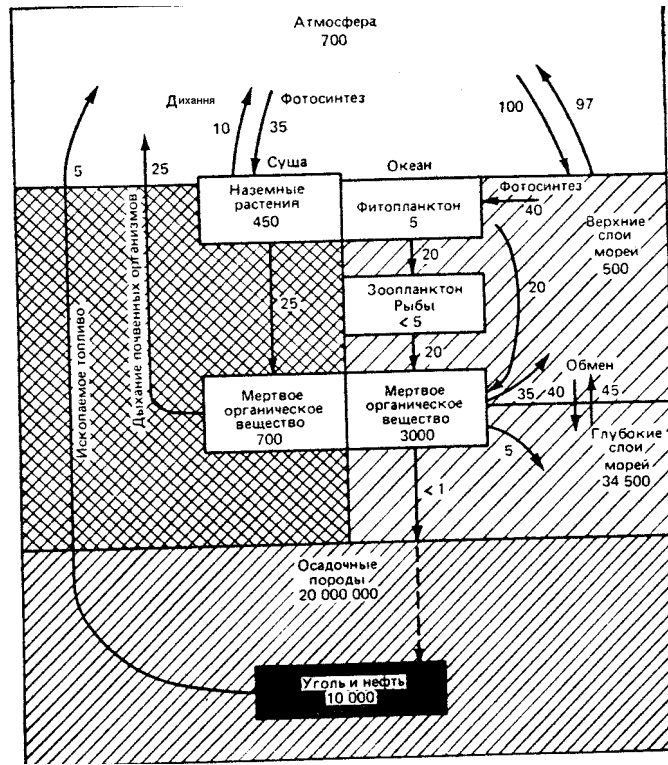 Атмосфера
700
Дихання
Фотосинтез
10
35
100
97
5
25
Суша
Океан
Наземные
растения
450
Фитопланктон
5
Фотосинтез
40
Верхние
слои
морей
500
20
Зоопланктон
Рыбы
< 5
20
25
20
Ископаемое топливо
Дыхание почвенных организмов
Мертвое
органическое
вещество
700
Мертвое
органическое
вещество
3000
35
40
Обмен
45
5
Глубокие
слои
морей
34 500
< 1
Осадочные
породы
20 000 000
Уголь и нефть
10 000